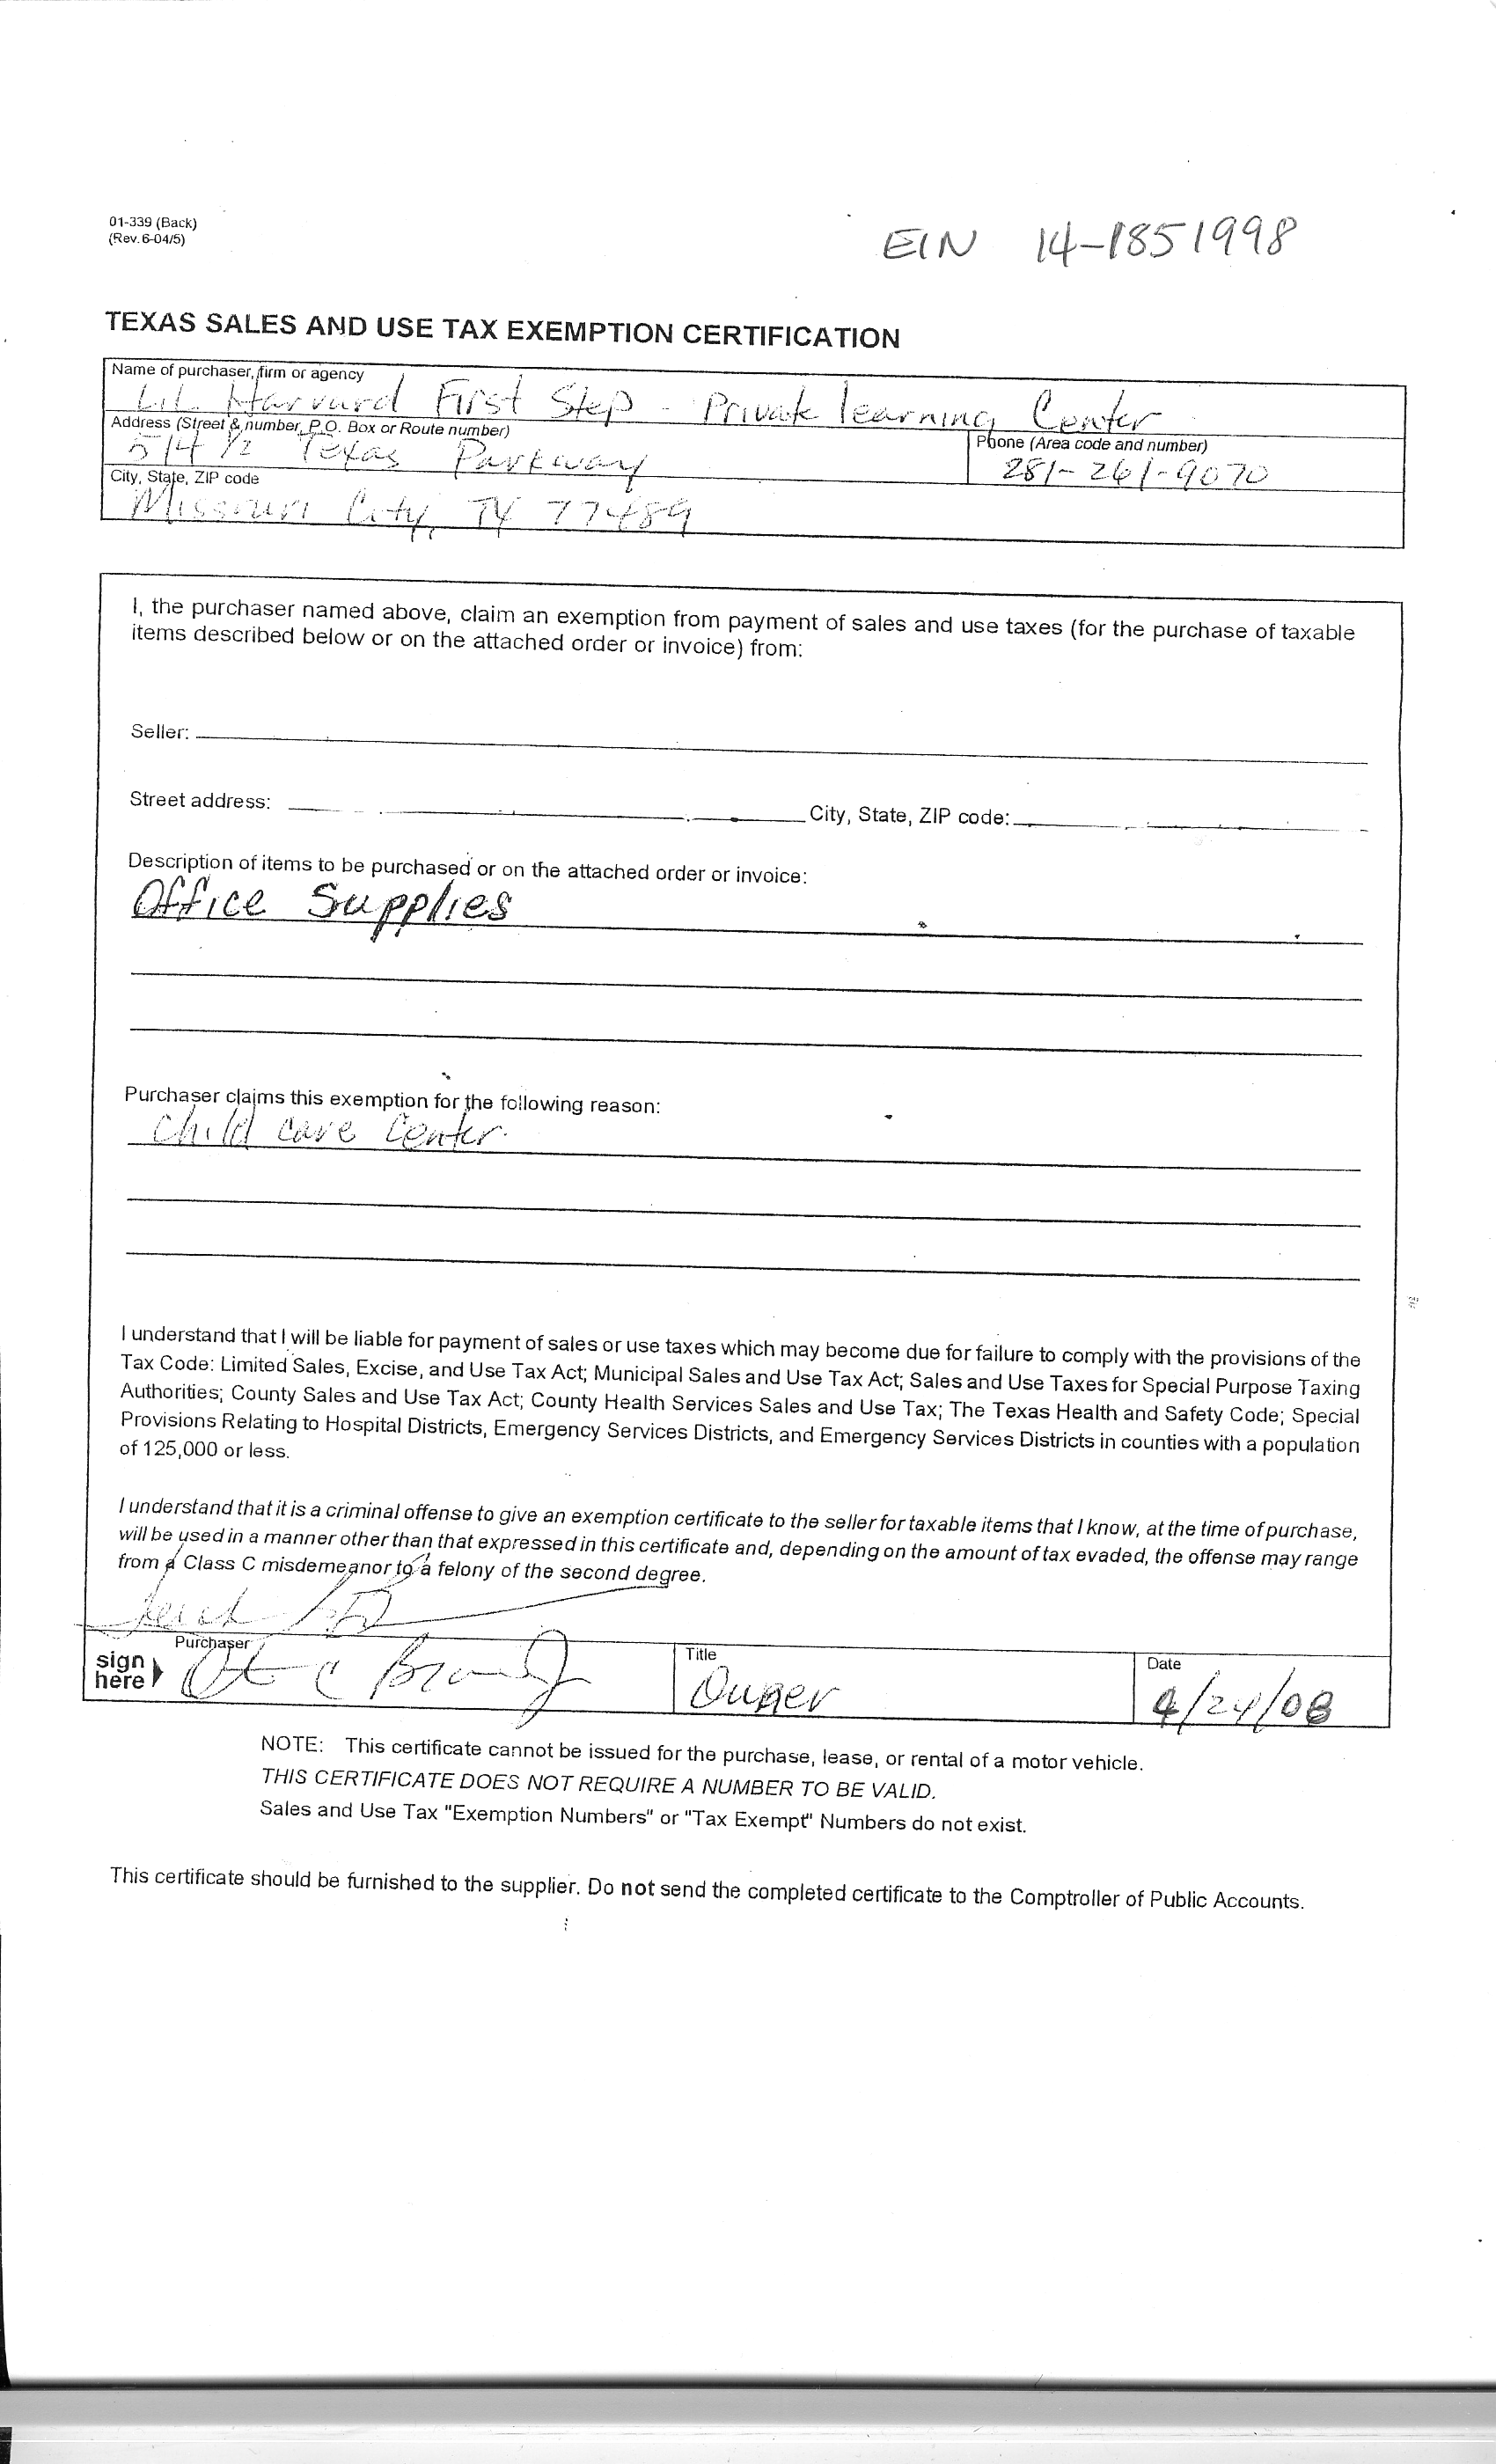 01-339 (Back)
(Rev.6-04/5)
EIN 14-1851998
TEXAS SALES AND USE TAX EXEMPTION CERTIFICATION
Name of purchaser, firm or agency
Lil. Harvard First Step - Private learning Center
Address (Street & number, P.O. Box or Route number)
514 1/2 Texas Parkway
Phone (Area code and number)
281-261-9070
City, State, ZIP code
Missouri City, TX 77489
I, the purchaser named above, claim an exemption from payment of sales and use taxes (for the purchase of taxable
items described below or on the attached order or invoice) from:
Seller:
Street address: City, State, ZIP code:
Description of items to be purchased or on the attached order or invoice:
Office Supplies
Purchaser claims this exemption for the following reason:
Child care Center.
I understand that I will be liable for payment of sales or use taxes which may become due for failure to comply with the provisions of the
Tax Code: Limited Sales, Excise, and Use Tax Act; Municipal Sales and Use Tax Act; Sales and Use Taxes for Special Purpose Taxing
Authorities; County Sales and Use Tax Act; County Health Services Sales and Use Tax; The Texas Health and Safety Code; Special
Provisions Relating to Hospital Districts, Emergency Services Districts, and Emergency Services Districts in counties with a population
of 125,000 or less.
I understand that it is a criminal offense to give an exemption certificate to the seller for taxable items that I know, at the time of purchase,
will be used in a manner other than that expressed in this certificate and, depending on the amount of tax evaded, the offense may range
from a Class C misdemeanor to a felony of the second degree.
Purchaser
sign
here
Title
Owner
Date
4/24/08
NOTE: This certificate cannot be issued for the purchase, lease, or rental of a motor vehicle.
THIS CERTIFICATE DOES NOT REQUIRE A NUMBER TO BE VALID.
Sales and Use Tax "Exemption Numbers" or "Tax Exempt" Numbers do not exist.
This certificate should be furnished to the supplier. Do not send the completed certificate to the Comptroller of Public Accounts.